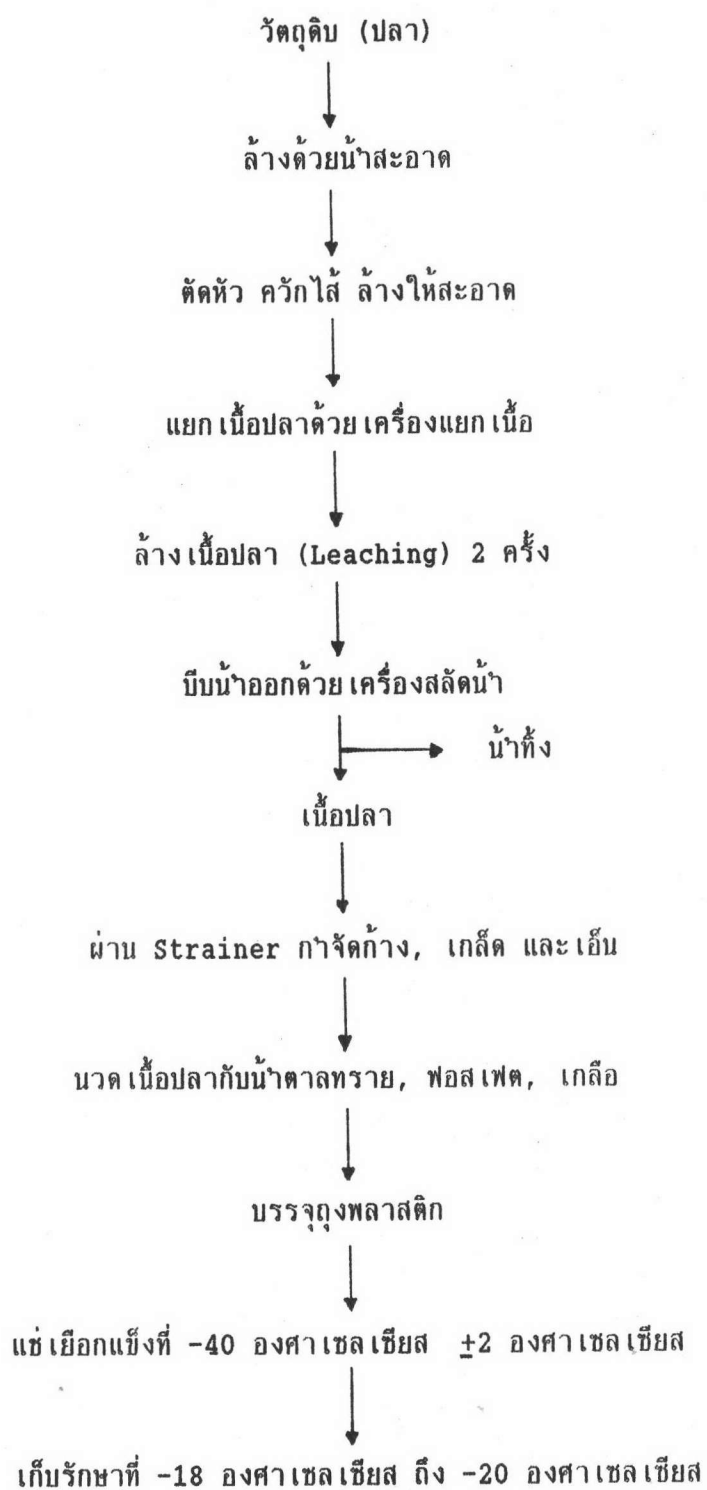 วัตถุดิบ (ปลา)
ล้างด้วยน้ำสะอาด
ตัดหัว ควักไส้ ล้างให้สะอาด
แยกเนื้อปลาด้วยเครื่องแยกเนื้อ
ล้างเนื้อปลา (Leaching) 2 ครั้ง
บีบน้ำออกด้วยเครื่องสลัดน้ำ
น้ำทิ้ง
เนื้อปลา
ผ่าน Strainer กำจัดก้าง, เกล็ด และเอ็น
นวดเนื้อปลากับน้ำตาลทราย, ฟอสเฟต, เกลือ
บรรจุถุงพลาสติก
แช่เยือกแข็งที่ -40 องศาเซลเซียส ±2 องศาเซลเซียส
เก็บรักษาที่ -18 องศาเซลเซียส ถึง -20 องศาเซลเซียส